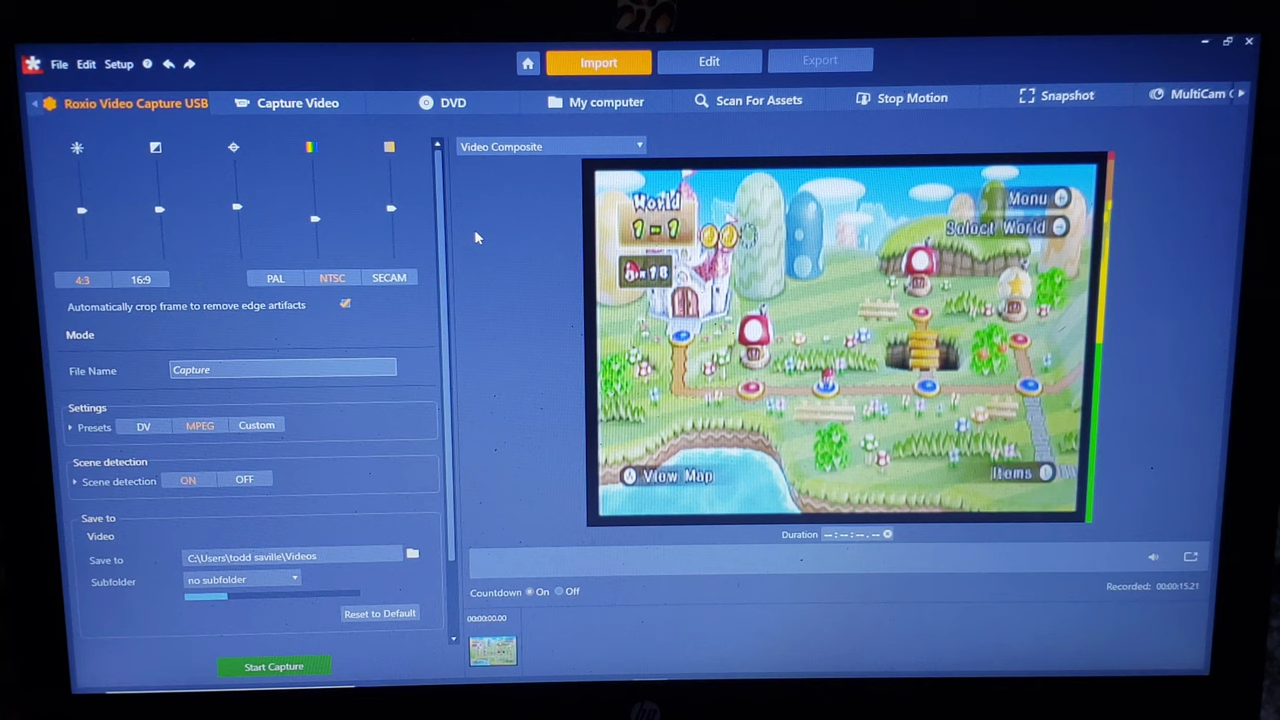 File Edit Setup ?
Import Edit Export
Roxio Video Capture USB Capture Video DVD My computer Scan For Assets Stop Motion Snapshot MultiCam
Video Composite
World
1-1
Menu
Select World
4:3 16:9 PAL NTSC SECAM
Automatically crop frame to remove edge artifacts
Mode
File Name Capture
Settings
Presets DV MPEG Custom
Scene detection
Scene detection ON OFF
View Map
Items
Save to
Video
Duration --:--:--.--
Save to C:\Users\todd saville\Videos
Subfolder no subfolder
Countdown On Off
Recorded: 00:00:15.21
Reset to Default
00:00:00.00
Start Capture
hp